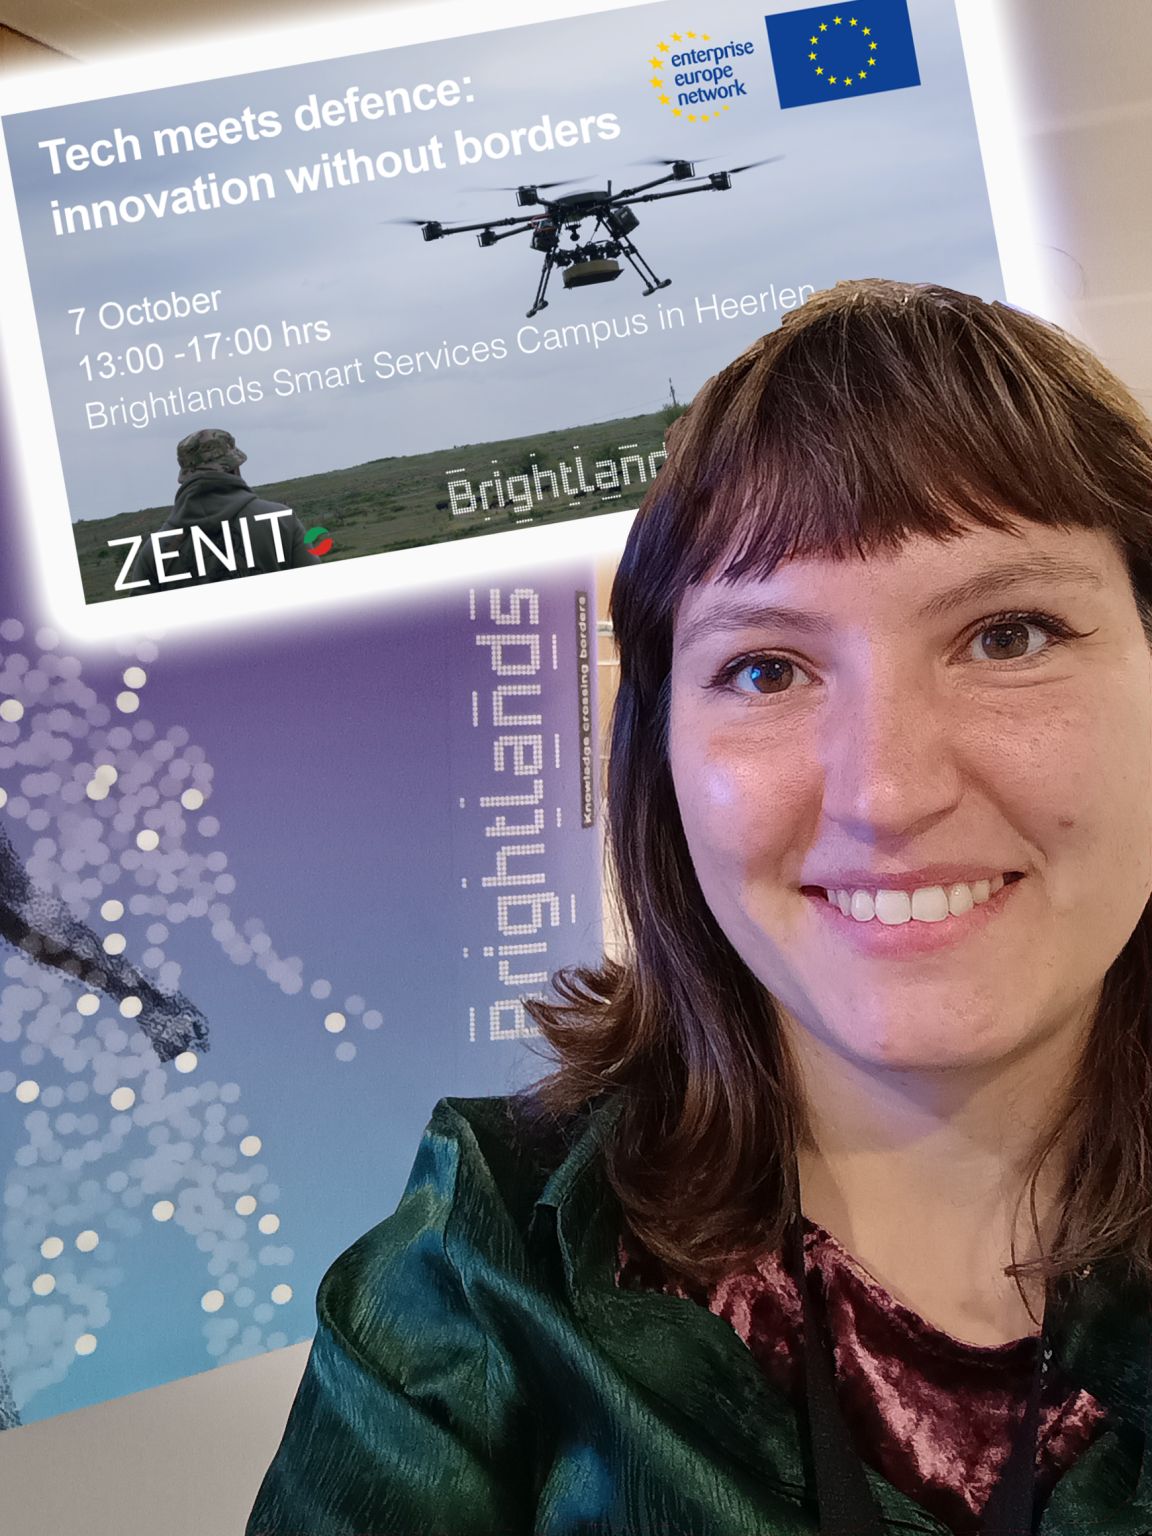 Tech meets defence:
innovation without borders
enterprise
europe
network
7 October
13:00 -17:00 hrs
Brightlands Smart Services Campus in Heerlen
Brightland
ZENIT
Brightlands
Knowledge crossing borders